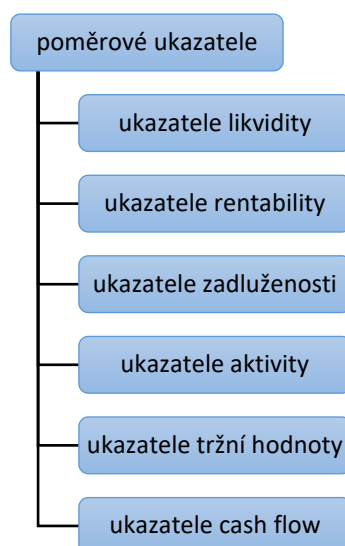 poměrové ukazatele
ukazatele likvidity
ukazatele rentability
ukazatele zadluženosti
ukazatele aktivity
ukazatele tržní hodnoty
ukazatele cash flow